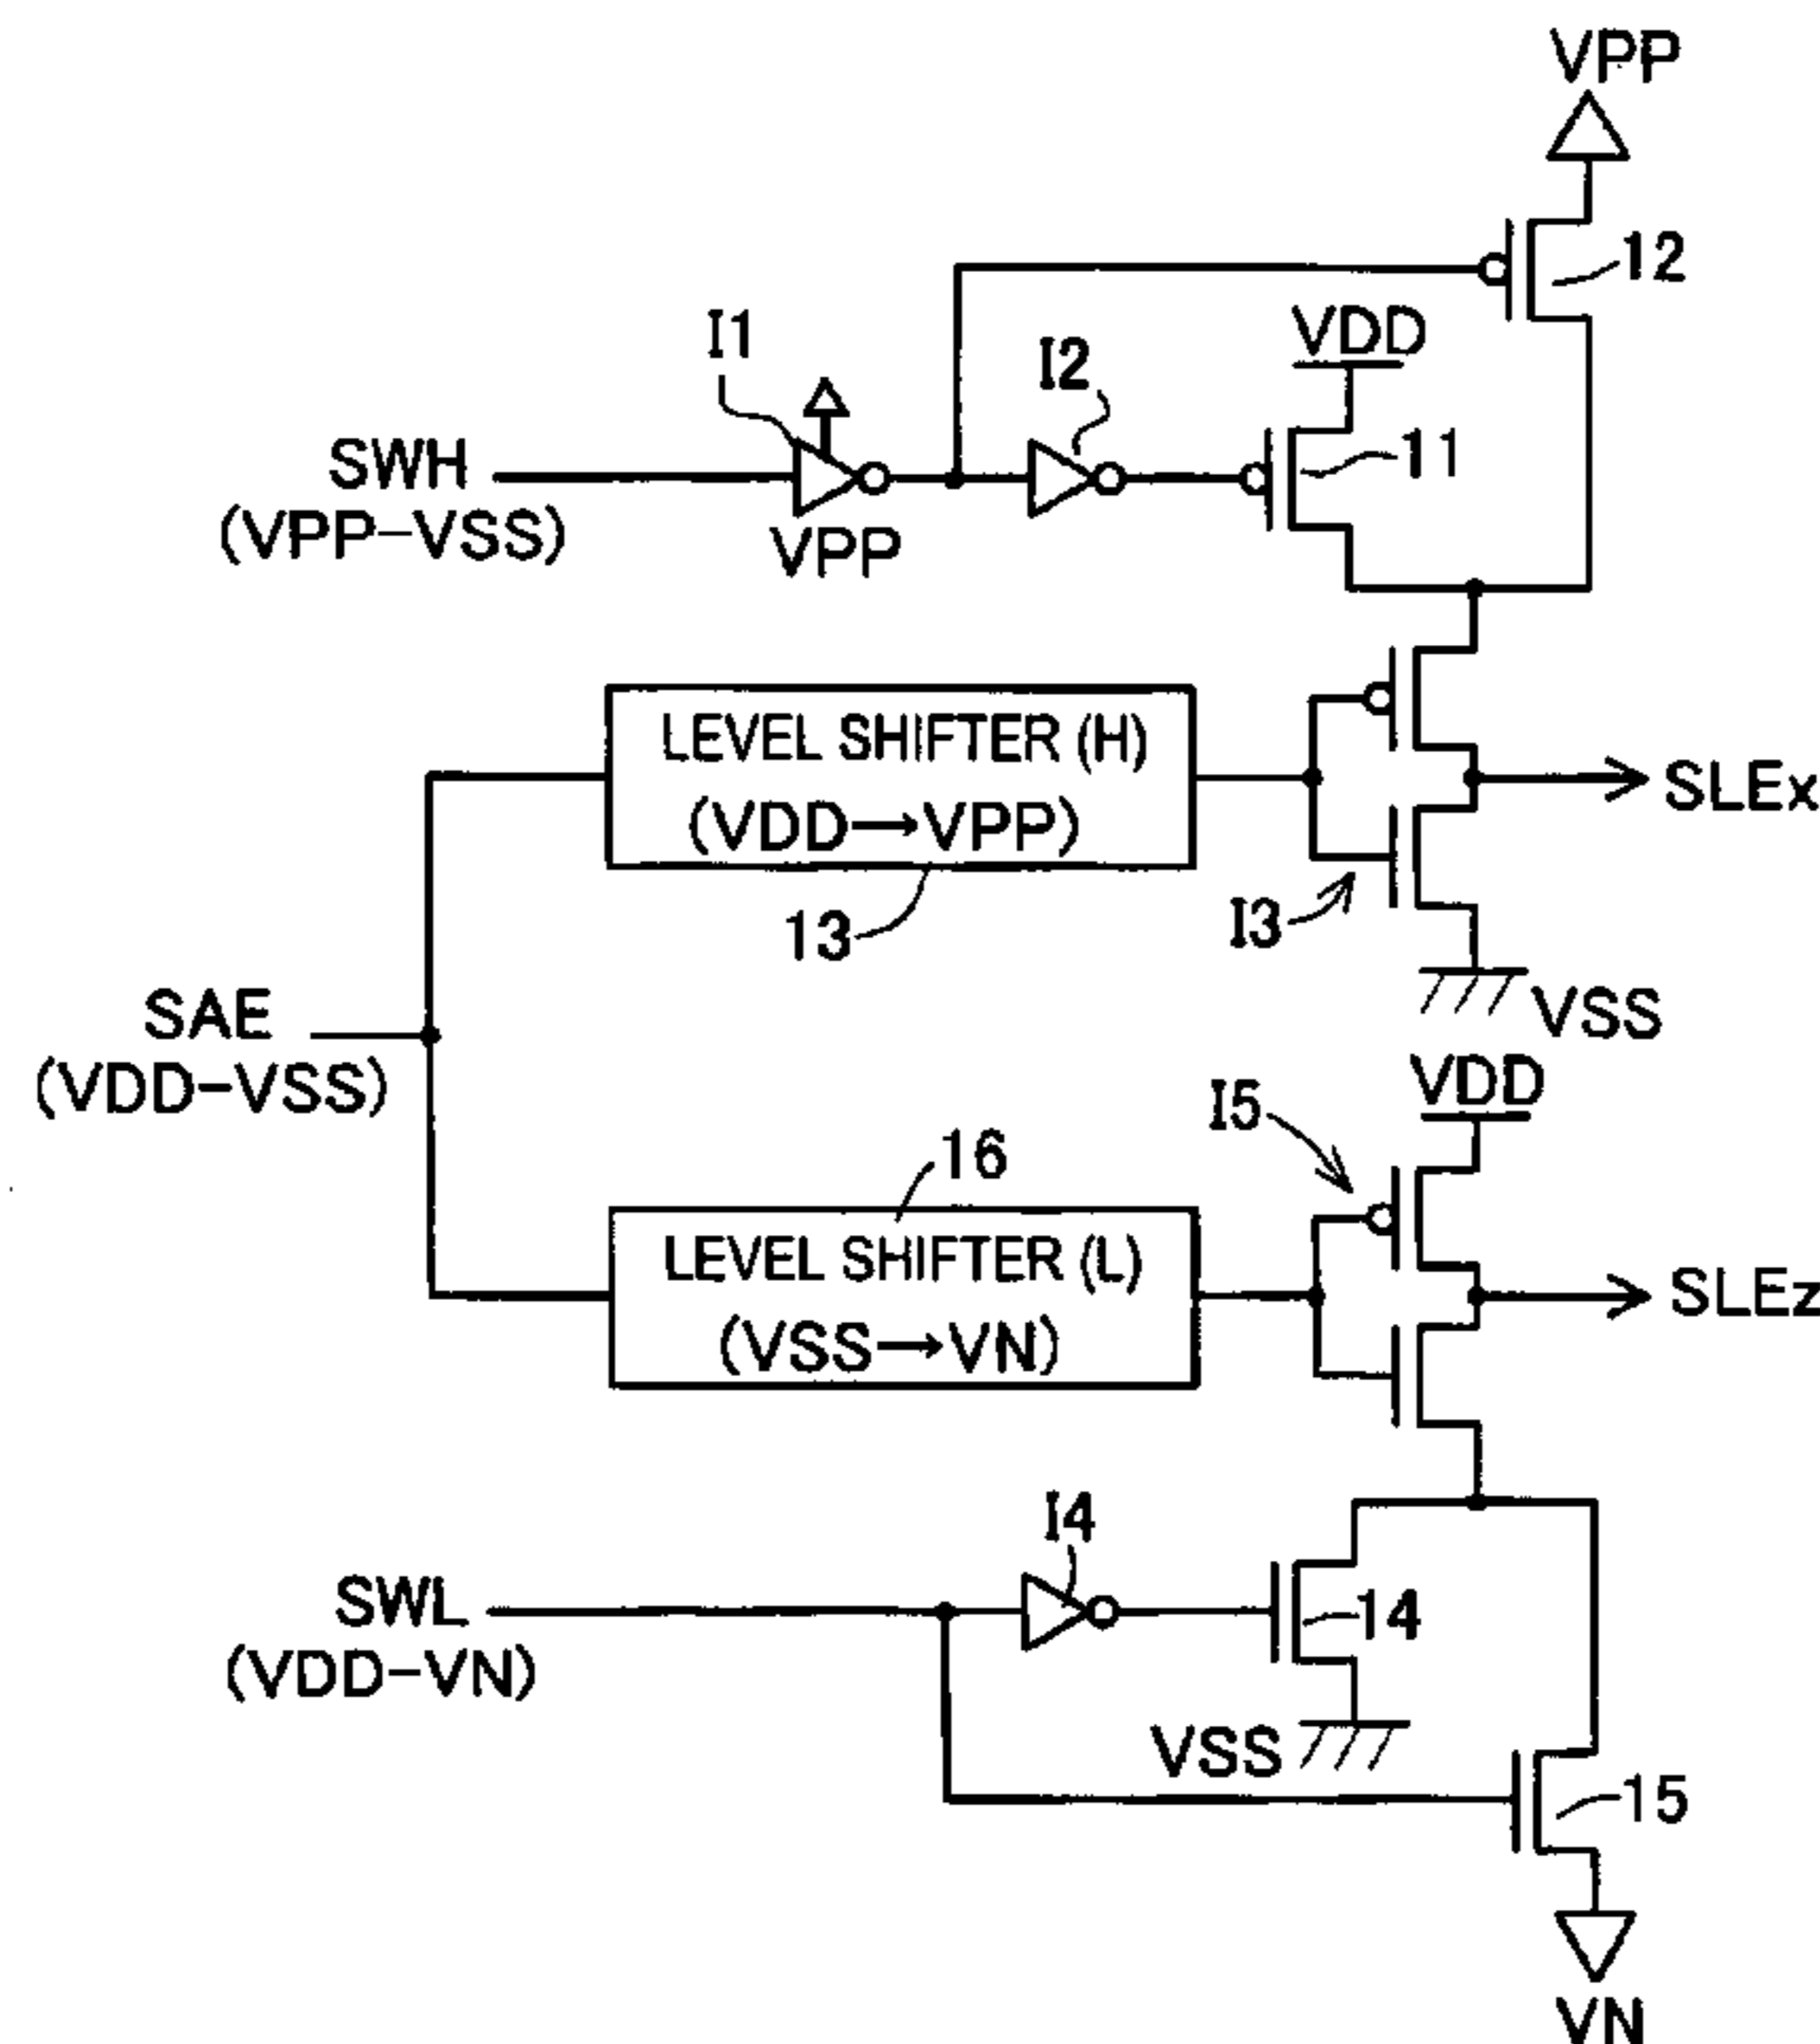 VPP
12
VDD
I1
I2
11
SWH
(VPP-VSS)
VPP
LEVEL SHIFTER (H)
(VDD→VPP)
SLEx
13
I3
SAE
(VDD-VSS)
VSS
VDD
I5
16
LEVEL SHIFTER (L)
(VSS→VN)
SLEz
I4
SWL
(VDD-VN)
14
VSS
15
VN